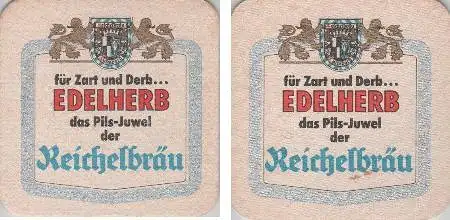 für Zart und Derb...
EDELHERB
das Pils-Juwel
der
Reichelbräu
für Zart und Derb...
EDELHERB
das Pils-Juwel
der
Reichelbräu